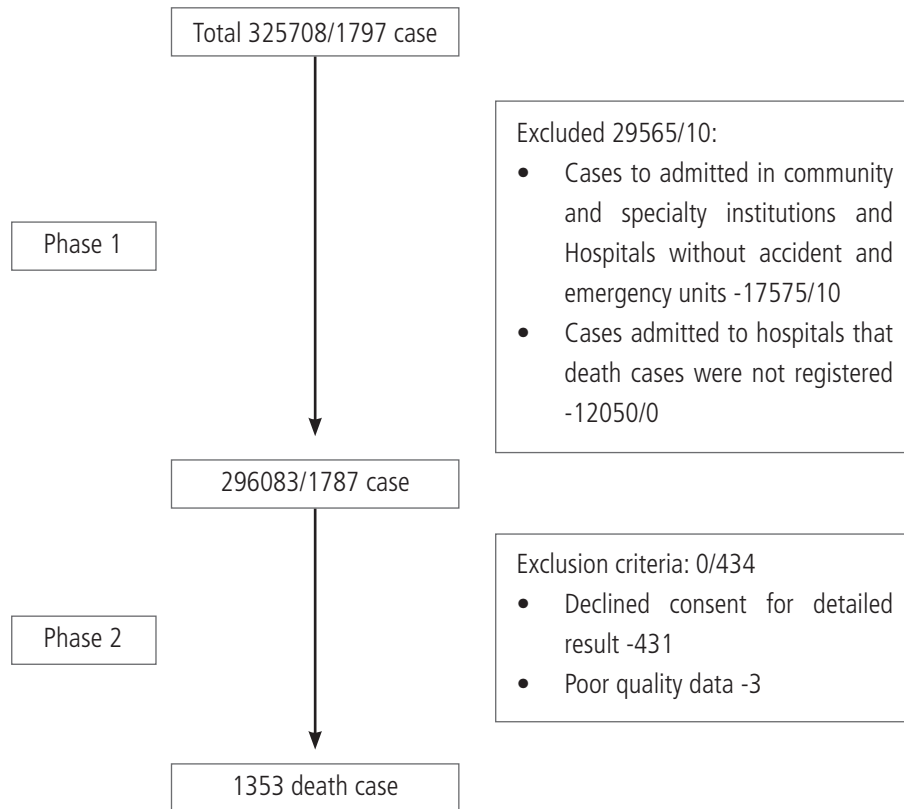 Total 325708/1797 case
Excluded 29565/10:
• Cases to admitted in community
and specialty institutions and
Hospitals without accident and
emergency units -17575/10
• Cases admitted to hospitals that
death cases were not registered
-12050/0
Phase 1
296083/1787 case
Exclusion criteria: 0/434
• Declined consent for detailed
result -431
• Poor quality data -3
Phase 2
1353 death case